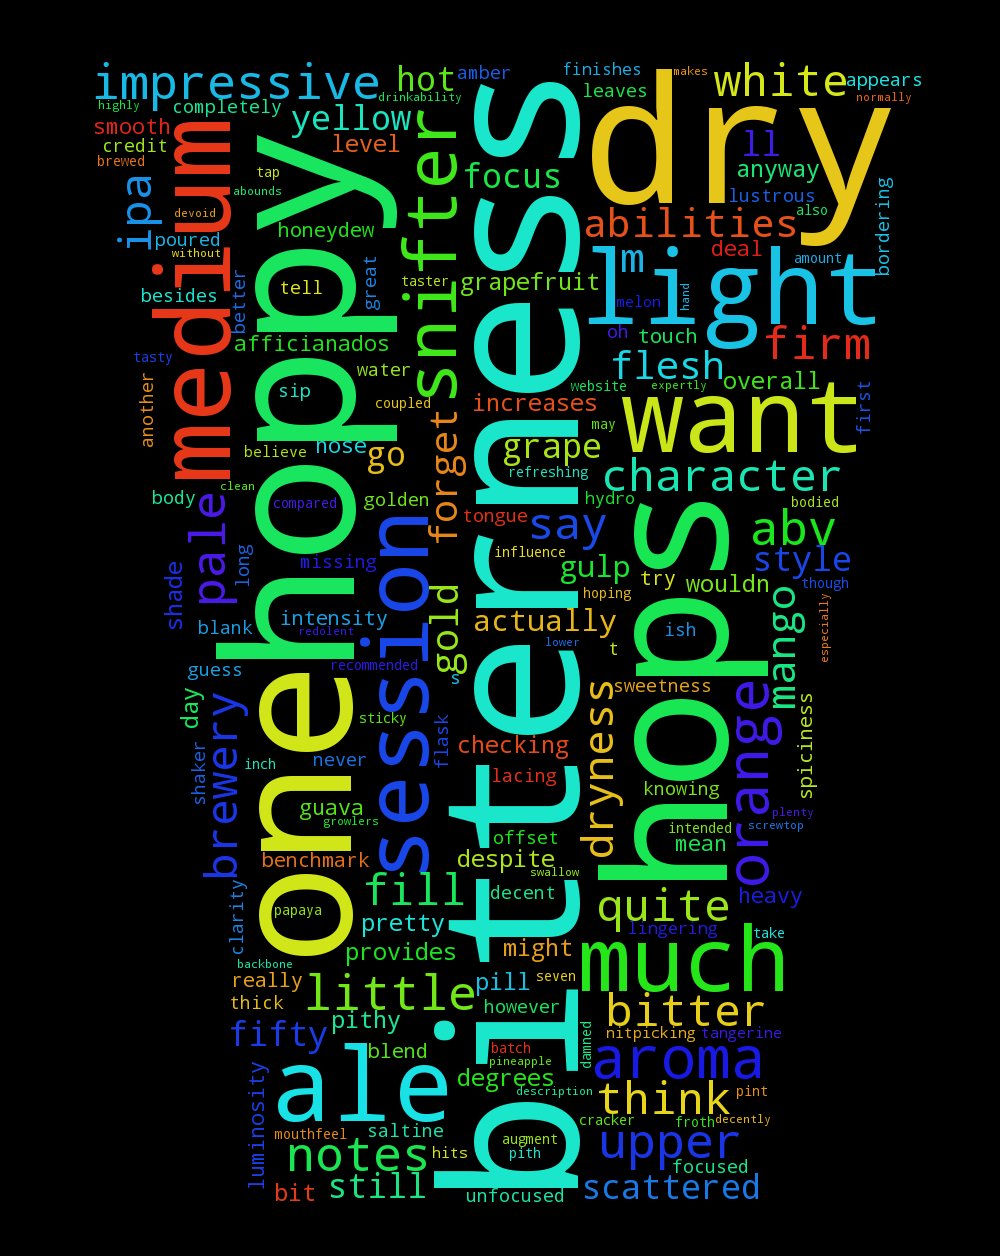 impressive
hot
amber
finishes
makes
white
appears
highly
completely
drinkability
leaves
normally
smooth
yellow
dry
credit
level
ll
brewed
medium
tap
hoppy
snifter
focus
anyway
ipa
devoid
abounds
bitterness
lustrous
bordering
poured
honeydew
abilities
also
without
deal
amount
besides
better
tell
great
taster
grapefruit
m
light
hand
melon
afficianados
oh
touch
firm
tasty
water
flesh
overall
another
sip
coupled
website
expertly
first
increases
want
believe
nose
go
forget
grape
may
clean
refreshing
character
body
pale
compared
golden
hydro
bodied
tongue
say
hops
abv
long
missing
session
influence
style
shade
gulp
try
wouldn
though
intensity
gold
hoping
mango
especially
blank
redolent
actually
ish
lower
t
guess
one
recommended
s
sweetness
day
brewery
sticky
flask
dryness
orange
spiciness
shaker
inch
never
checking
lacing
knowing
guava
growlers
plenty
offset
intended
screwtop
benchmark
despite
mean
swallow
clarity
fill
decent
heavy
papaya
pretty
quite
lingering
take
backbone
provides
might
much
really
pill
seven
thick
little
however
bitter
fifty
pithy
damned
nitpicking
tangerine
blend
batch
pineapple
aroma
luminosity
ale
degrees
description
think
pint
mouthfeel
saltine
cracker
froth
decently
notes
hits
augment
pith
upper
focused
bit
still
unfocused
scattered